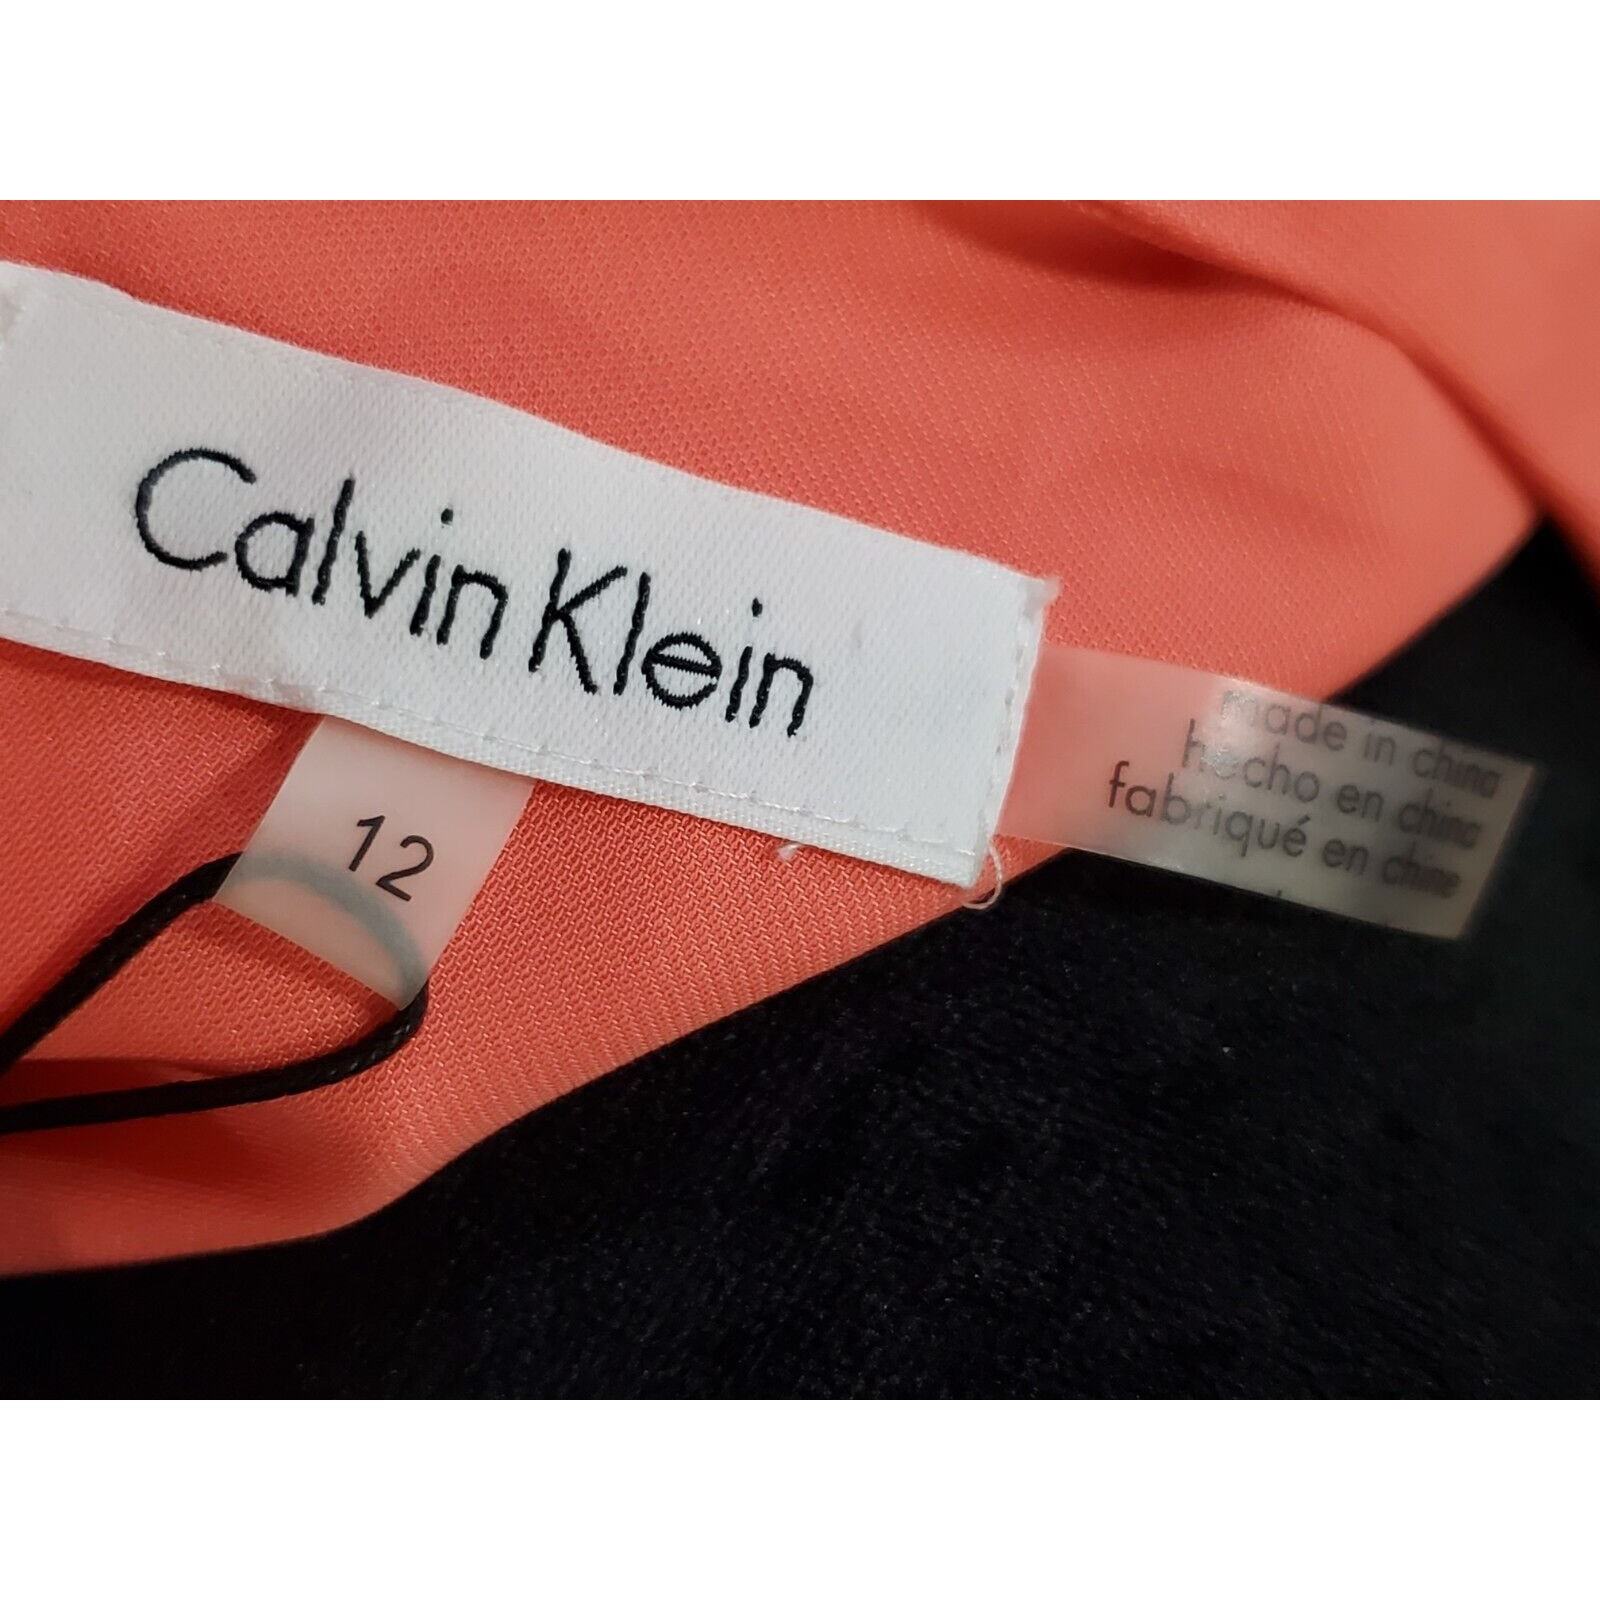 Calvin Klein
12
made in china
hecho en china
fabriqué en chine